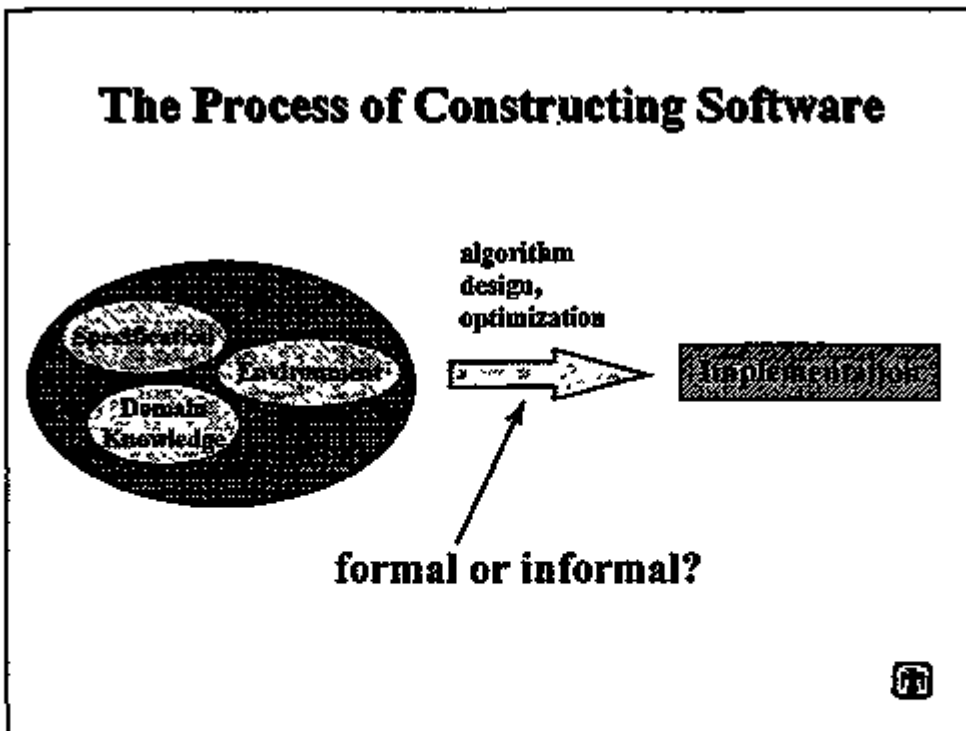 The Process of Constructing Software
algorithm
design,
optimization
Specification
Environment
Domain
Knowledge
Implementation
formal or informal?